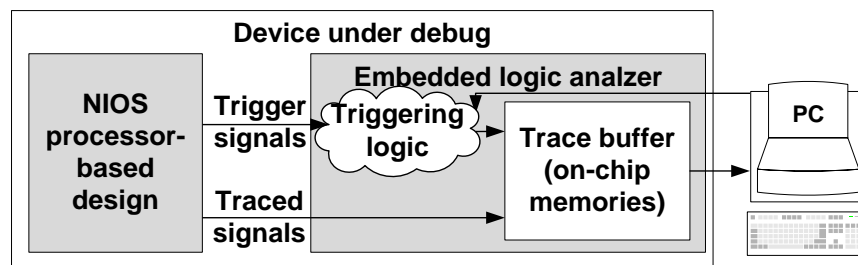 Device under debug
NIOS
processor-
based
design
Trigger
signals
Traced
signals
Embedded logic analzer
Triggering
logic
Trace buffer
(on-chip
memories)
PC